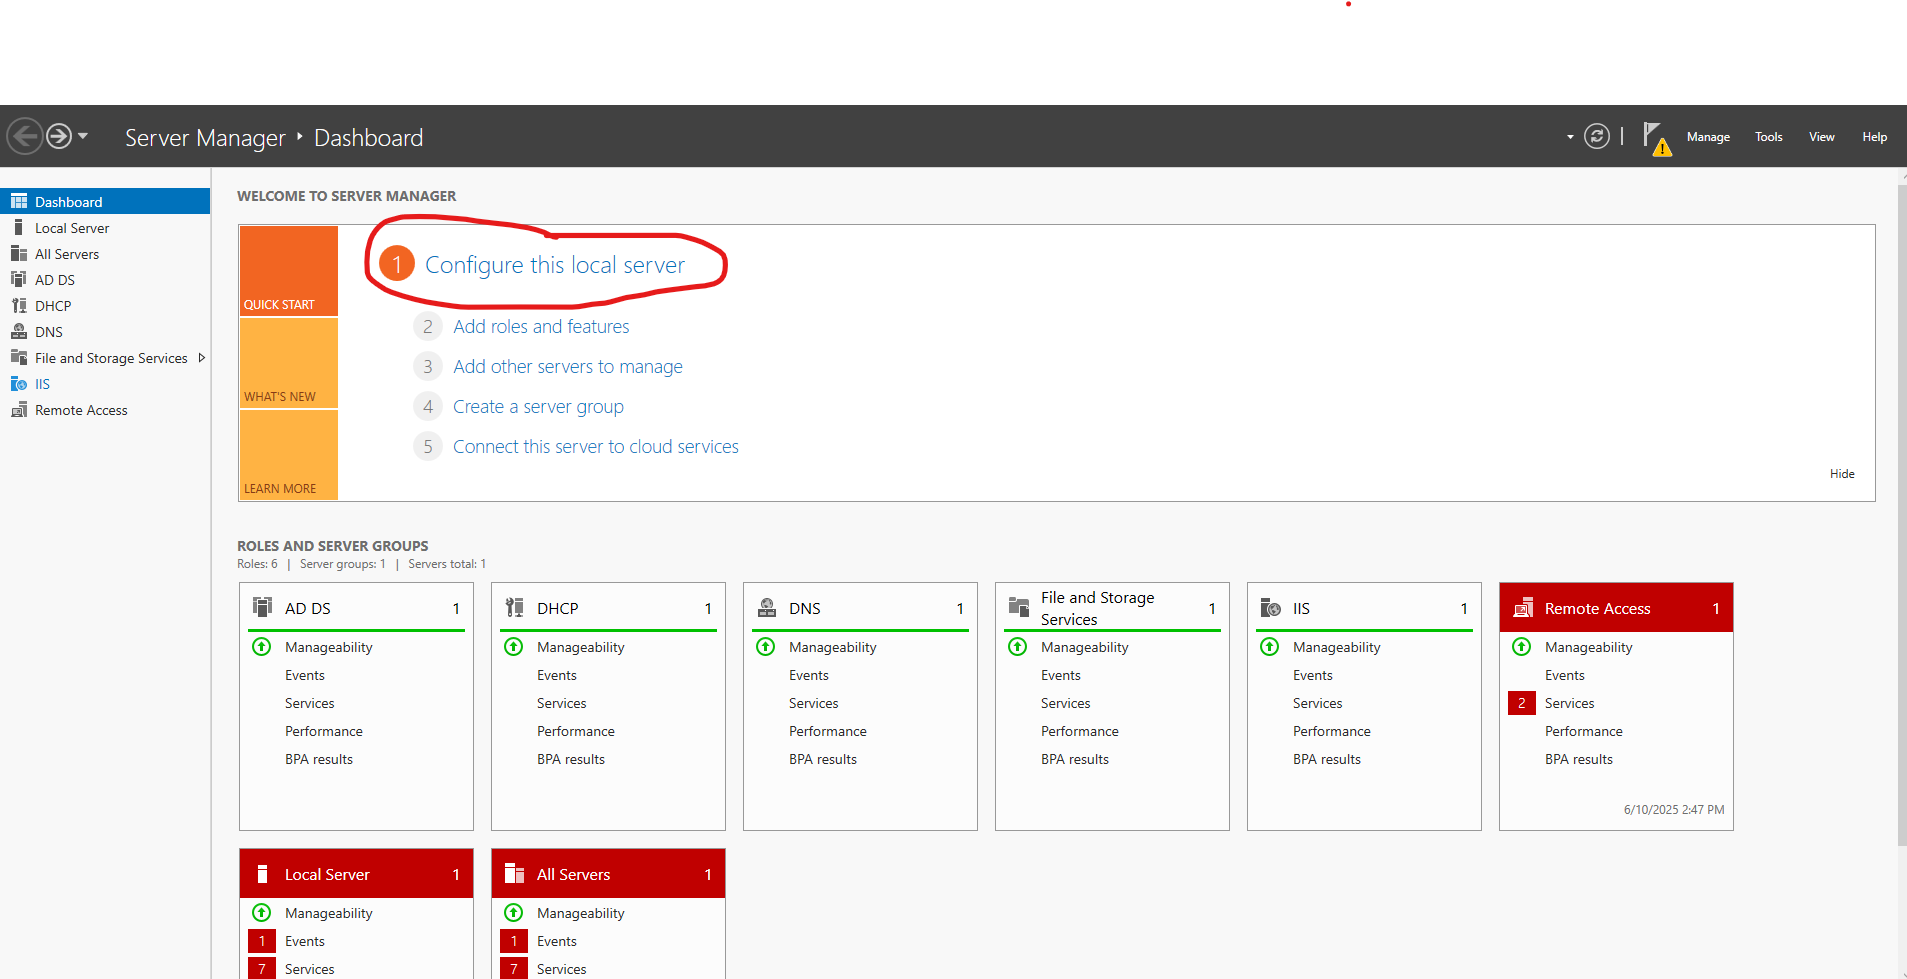 Server Manager ‣ Dashboard
Manage Tools View Help
Dashboard
Local Server
All Servers
AD DS
DHCP
DNS
File and Storage Services
IIS
Remote Access
WELCOME TO SERVER MANAGER
QUICK START
WHAT'S NEW
LEARN MORE
1 Configure this local server
2 Add roles and features
3 Add other servers to manage
4 Create a server group
5 Connect this server to cloud services
Hide
ROLES AND SERVER GROUPS
Roles: 6 | Server groups: 1 | Servers total: 1
AD DS 1
Manageability
Events
Services
Performance
BPA results
DHCP 1
Manageability
Events
Services
Performance
BPA results
DNS 1
Manageability
Events
Services
Performance
BPA results
File and Storage
Services 1
Manageability
Events
Services
Performance
BPA results
IIS 1
Manageability
Events
Services
Performance
BPA results
Remote Access 1
Manageability
Events
2 Services
Performance
BPA results
6/10/2025 2:47 PM
Local Server 1
Manageability
1 Events
7 Services
All Servers 1
Manageability
1 Events
7 Services